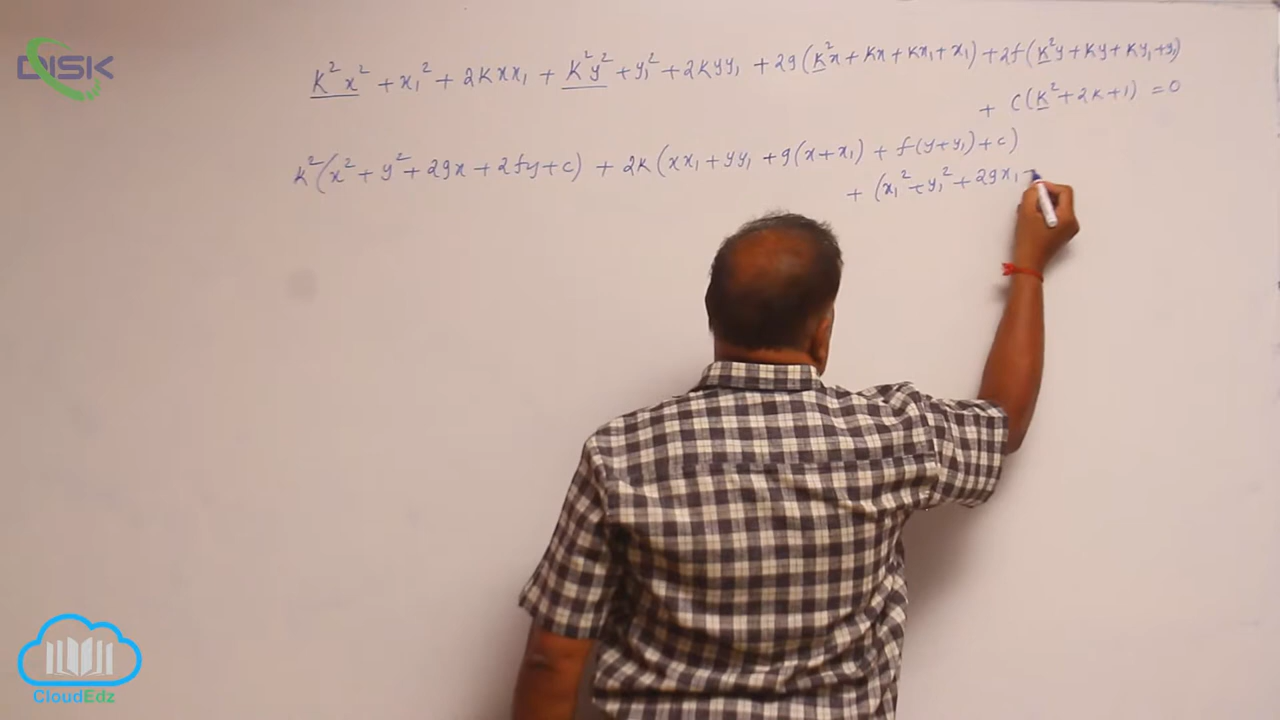 DISK
K²x² + x₁² + 2Kxx₁ + K²y² + y₁² + 2Kyy₁ + 2g(K²x + Kx + Kx₁ + x₁) + 2f(K²y + Ky + Ky₁ + y₁)
+ C(K² + 2K + 1) = 0
K²(x² + y² + 2gx + 2fy + c) + 2K(xx₁ + yy₁ + g(x + x₁) + f(y + y₁) + c)
+ (x₁² + y₁² + 2gx₁
CloudEdz